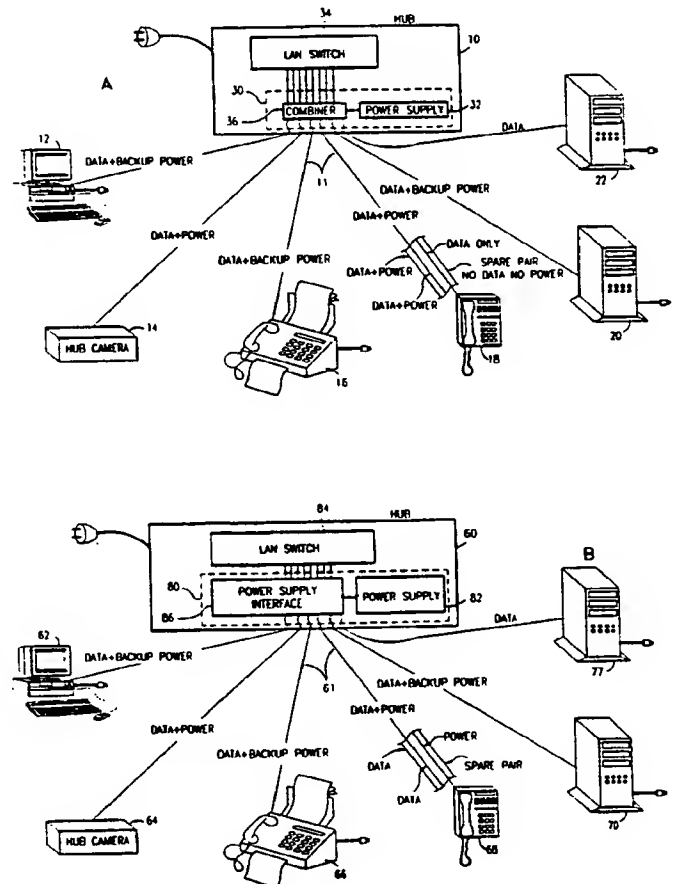 34
HUB
10
LAN SWITCH
A
30
COMBINER
POWER SUPPLY
32
36
12
DATA
DATA+BACKUP POWER
11
22
DATA+BACKUP POWER
DATA+POWER
DATA+POWER
DATA ONLY
DATA+BACKUP POWER
SPARE PAIR
DATA+POWER
NO DATA NO POWER
14
DATA+POWER
HUB CAMERA
18
20
16
84
HUB
60
LAN SWITCH
B
80
POWER SUPPLY
INTERFACE
POWER SUPPLY
82
86
62
DATA
DATA+BACKUP POWER
61
77
DATA+BACKUP POWER
DATA+POWER
DATA+POWER
POWER
DATA+BACKUP POWER
DATA
SPARE PAIR
64
DATA
70
HUB CAMERA
68
66